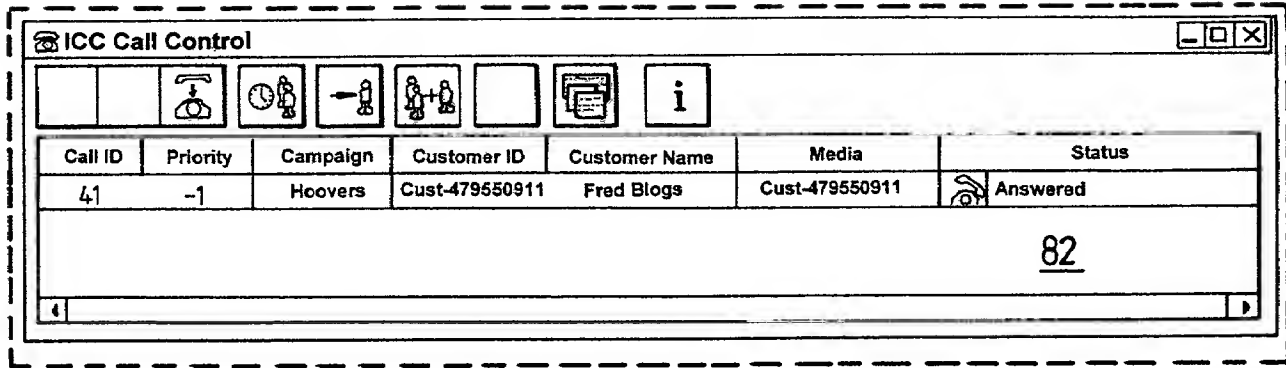 ICC Call Control
i
Call ID Priority Campaign Customer ID Customer Name Media Status
41 -1 Hoovers Cust-479550911 Fred Blogs Cust-479550911 Answered
82